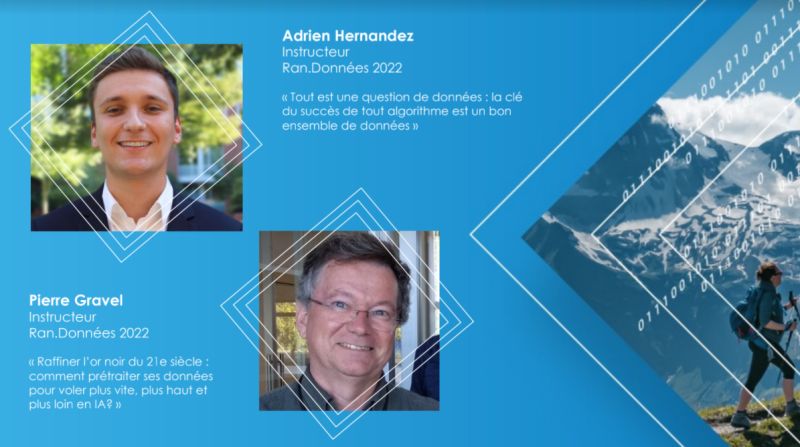 Adrien Hernandez
Instructeur
Ran.Données 2022
« Tout est une question de données : la clé
du succès de tout algorithme est un bon
ensemble de données »
Pierre Gravel
Instructeur
Ran.Données 2022
« Raffiner l'or noir du 21e siècle :
comment prétraiter ses données
pour voler plus vite, plus haut et
plus loin en IA? »